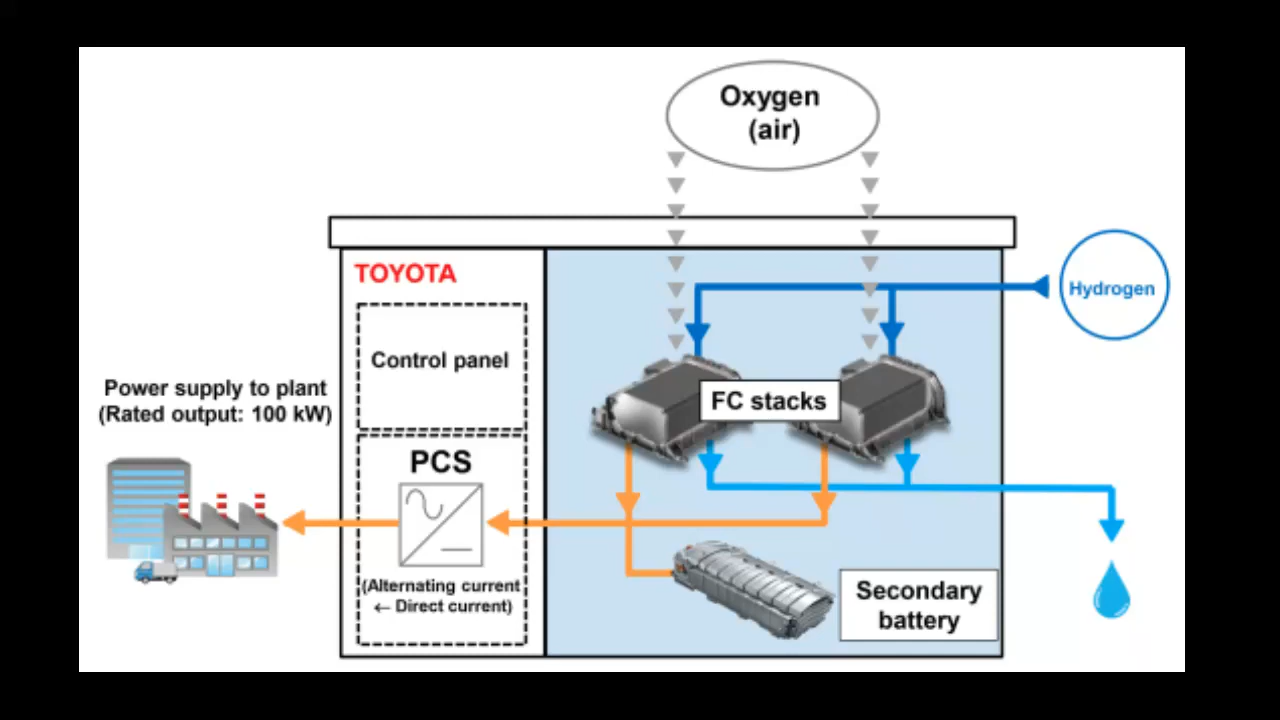 Oxygen
(air)
TOYOTA
Hydrogen
Control panel
Power supply to plant
(Rated output: 100 kW)
FC stacks
PCS
(Alternating current
← Direct current)
Secondary
battery